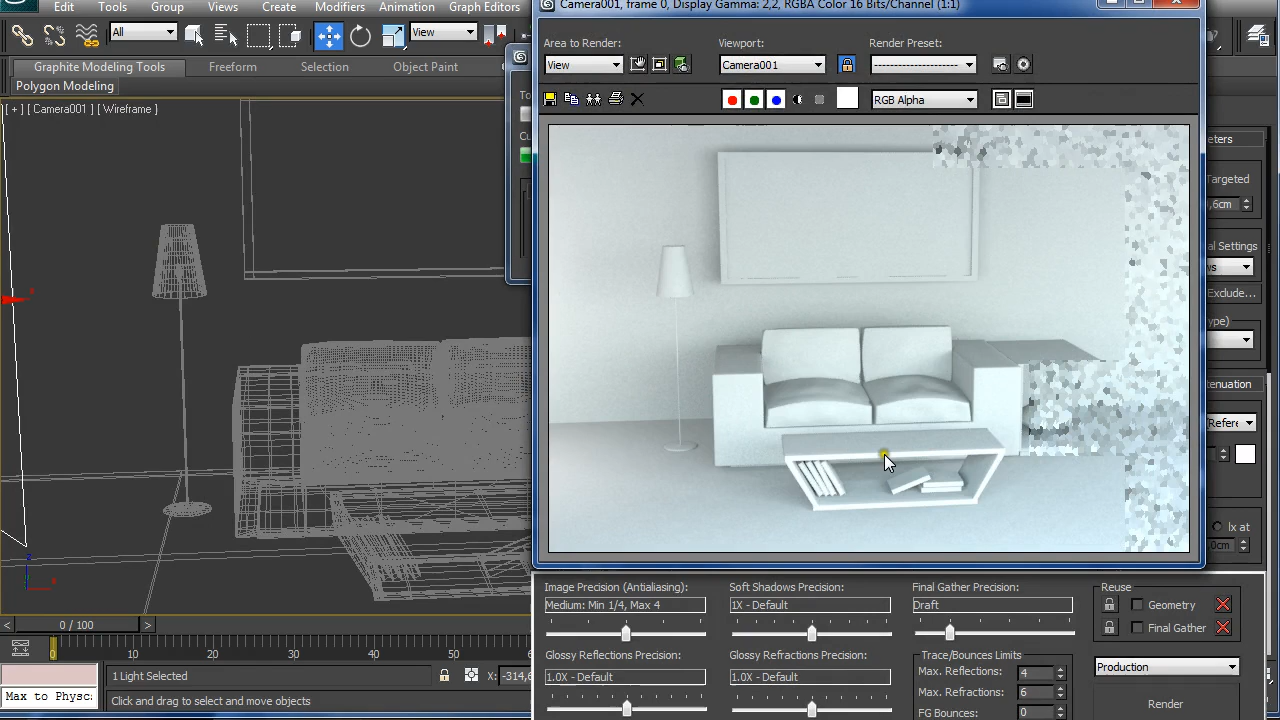 Edit
Tools
Group
Views
Create
Modifiers
Animation
Graph Editors
Camera001, frame 0, Display Gamma: 2,2, RGBA Color 16 Bits/Channel (1:1)
All
View
Graphite Modeling Tools
Freeform
Selection
Object Paint
Polygon Modeling
[ + ] [ Camera001 ] [ Wireframe ]
Area to Render:
Viewport:
Render Preset:
View
Camera001
RGB Alpha
Targeted
Exclude...
Image Precision (Antialiasing):
Medium: Min 1/4, Max 4
Soft Shadows Precision:
1X - Default
Final Gather Precision:
Draft
Reuse
Geometry
Final Gather
Glossy Reflections Precision:
1.0X - Default
Glossy Refractions Precision:
1.0X - Default
Trace/Bounces Limits
Max. Reflections:
4
Max. Refractions:
6
FG Bounces:
0
Production
Render
lx at
< 0 / 100 >
0
10
20
30
40
50
1 Light Selected
X:
-314,6
Max to Physc:
Click and drag to select and move objects